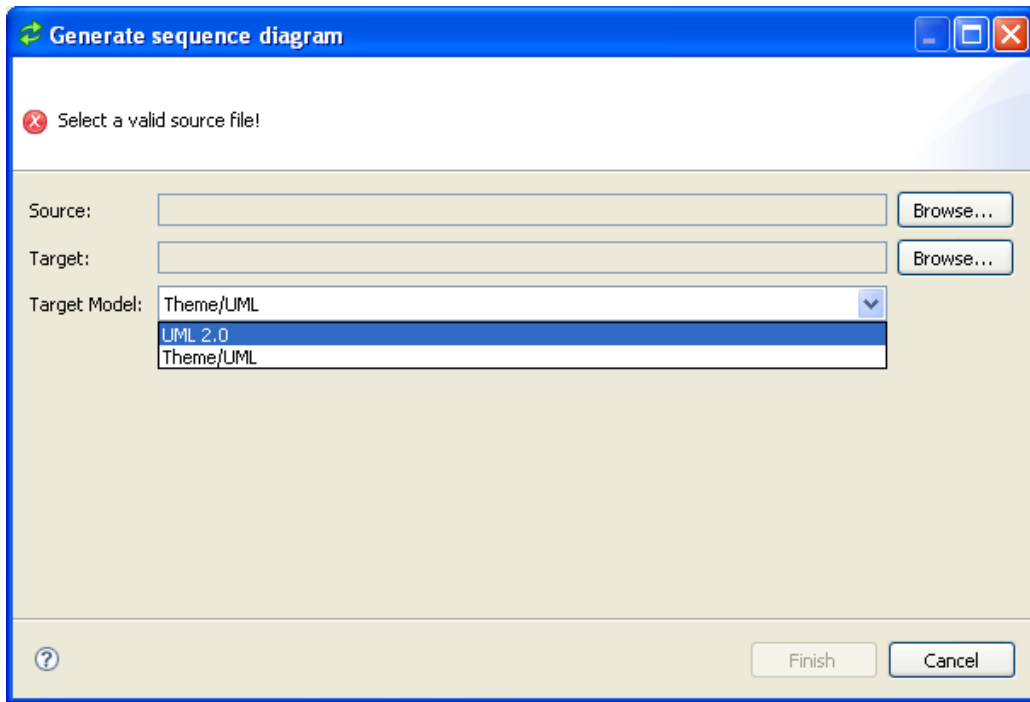 Generate sequence diagram
Select a valid source file!
Source:
Browse...
Target:
Browse...
Target Model: Theme/UML
UML 2.0
Theme/UML
Finish
Cancel